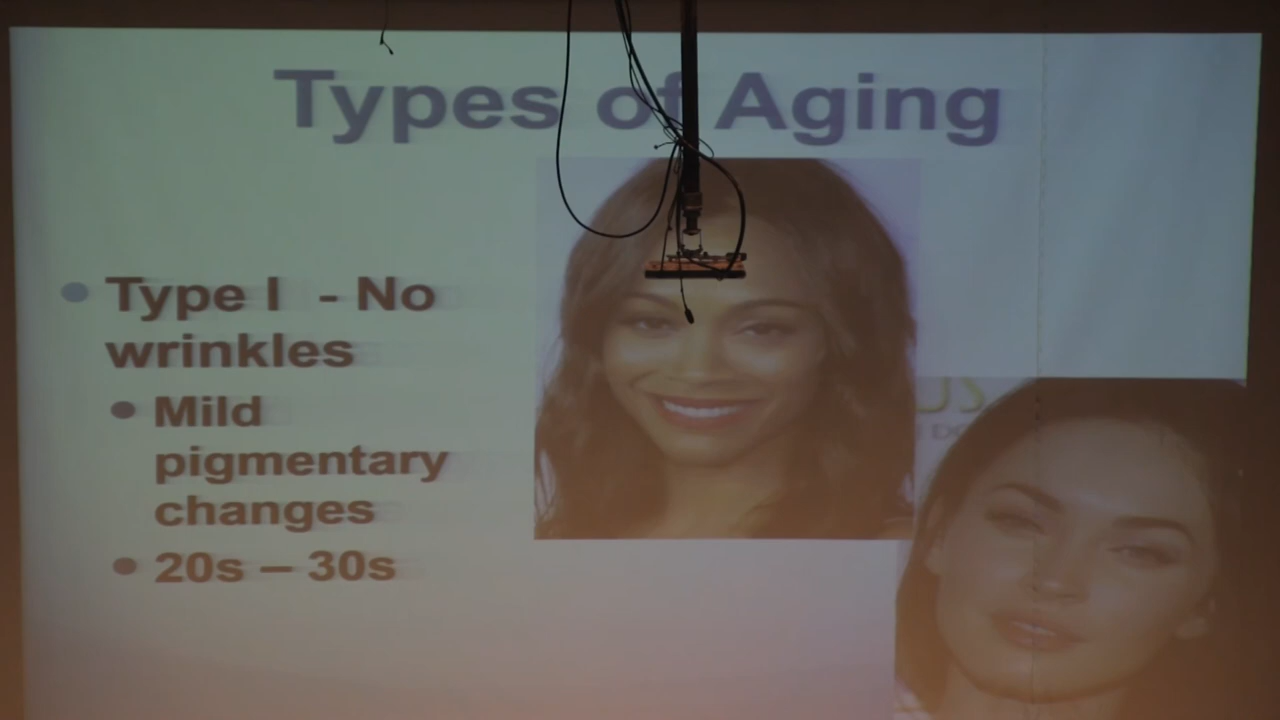 Types of Aging
Type I - No
wrinkles
Mild
pigmentary
changes
20s – 30s